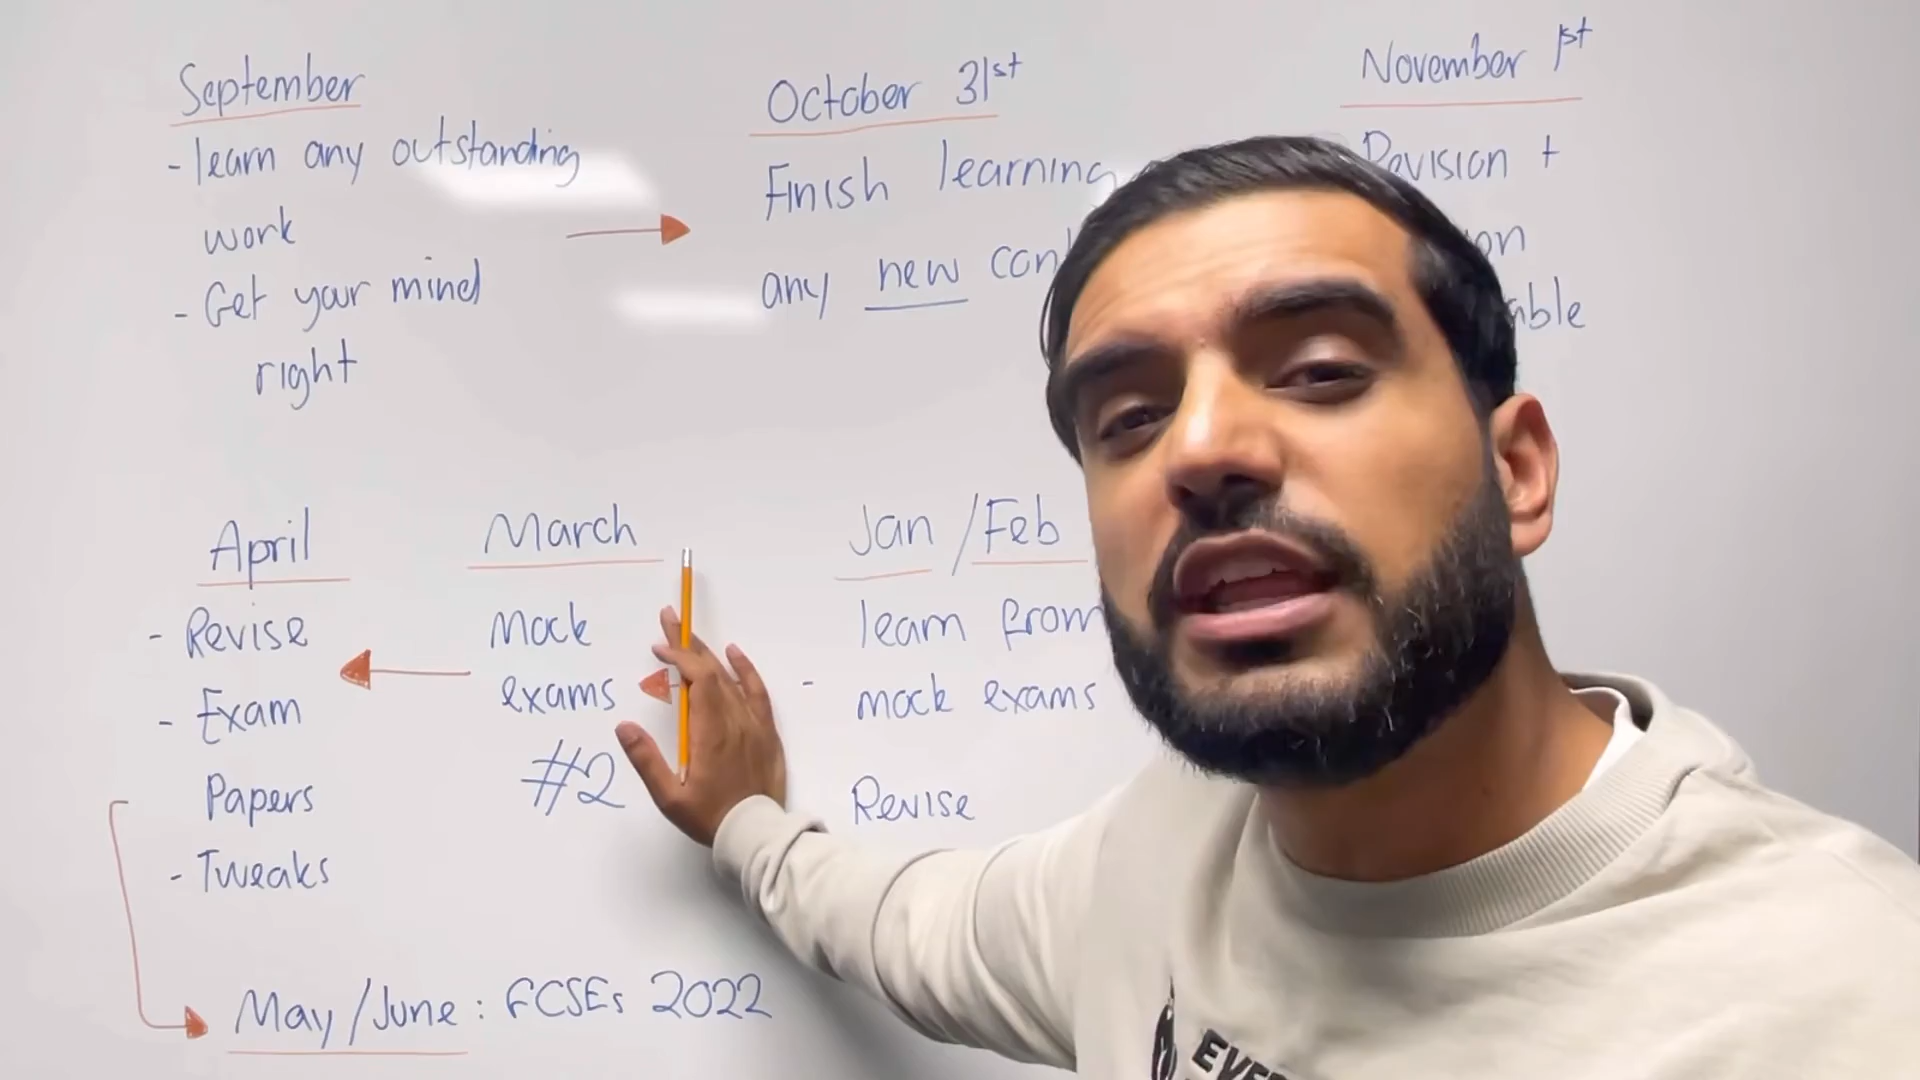 September
- learn any outstanding
work
- Get your mind
right
October 31st
Finish learning
any new
November 1st
Revision +
Jan / Feb
learn from
- mock exams
Revise
March
Mock
exams
#2
April
- Revise
- Exam
Papers
- Tweaks
May / June : GCSEs 2022